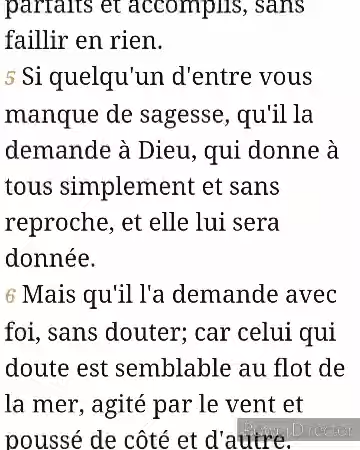 parfaits et accomplis, sans
faillir en rien.
5 Si quelqu'un d'entre vous
manque de sagesse, qu'il la
demande à Dieu, qui donne à
tous simplement et sans
reproche, et elle lui sera
donnée.
6 Mais qu'il l'a demande avec
foi, sans douter; car celui qui
doute est semblable au flot de
la mer, agité par le vent et
poussé de côté et d'autre.
PowerDirector